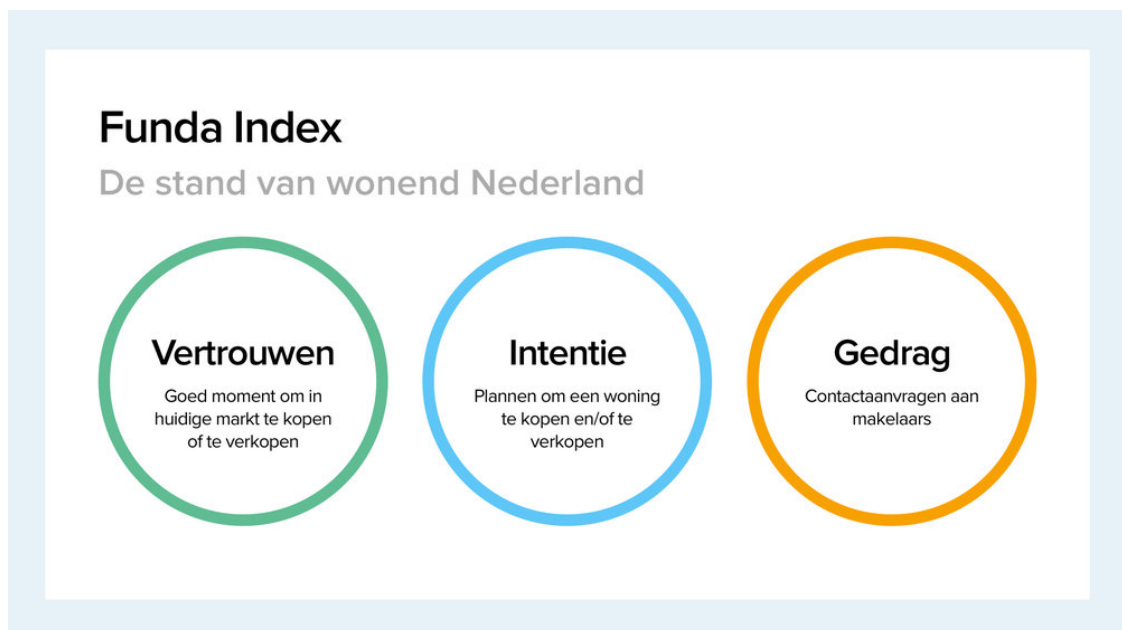 Funda Index
De stand van wonend Nederland
Vertrouwen
Goed moment om in
huidige markt te kopen
of te verkopen
Intentie
Plannen om een woning
te kopen en/of te
verkopen
Gedrag
Contactaanvragen aan
makelaars